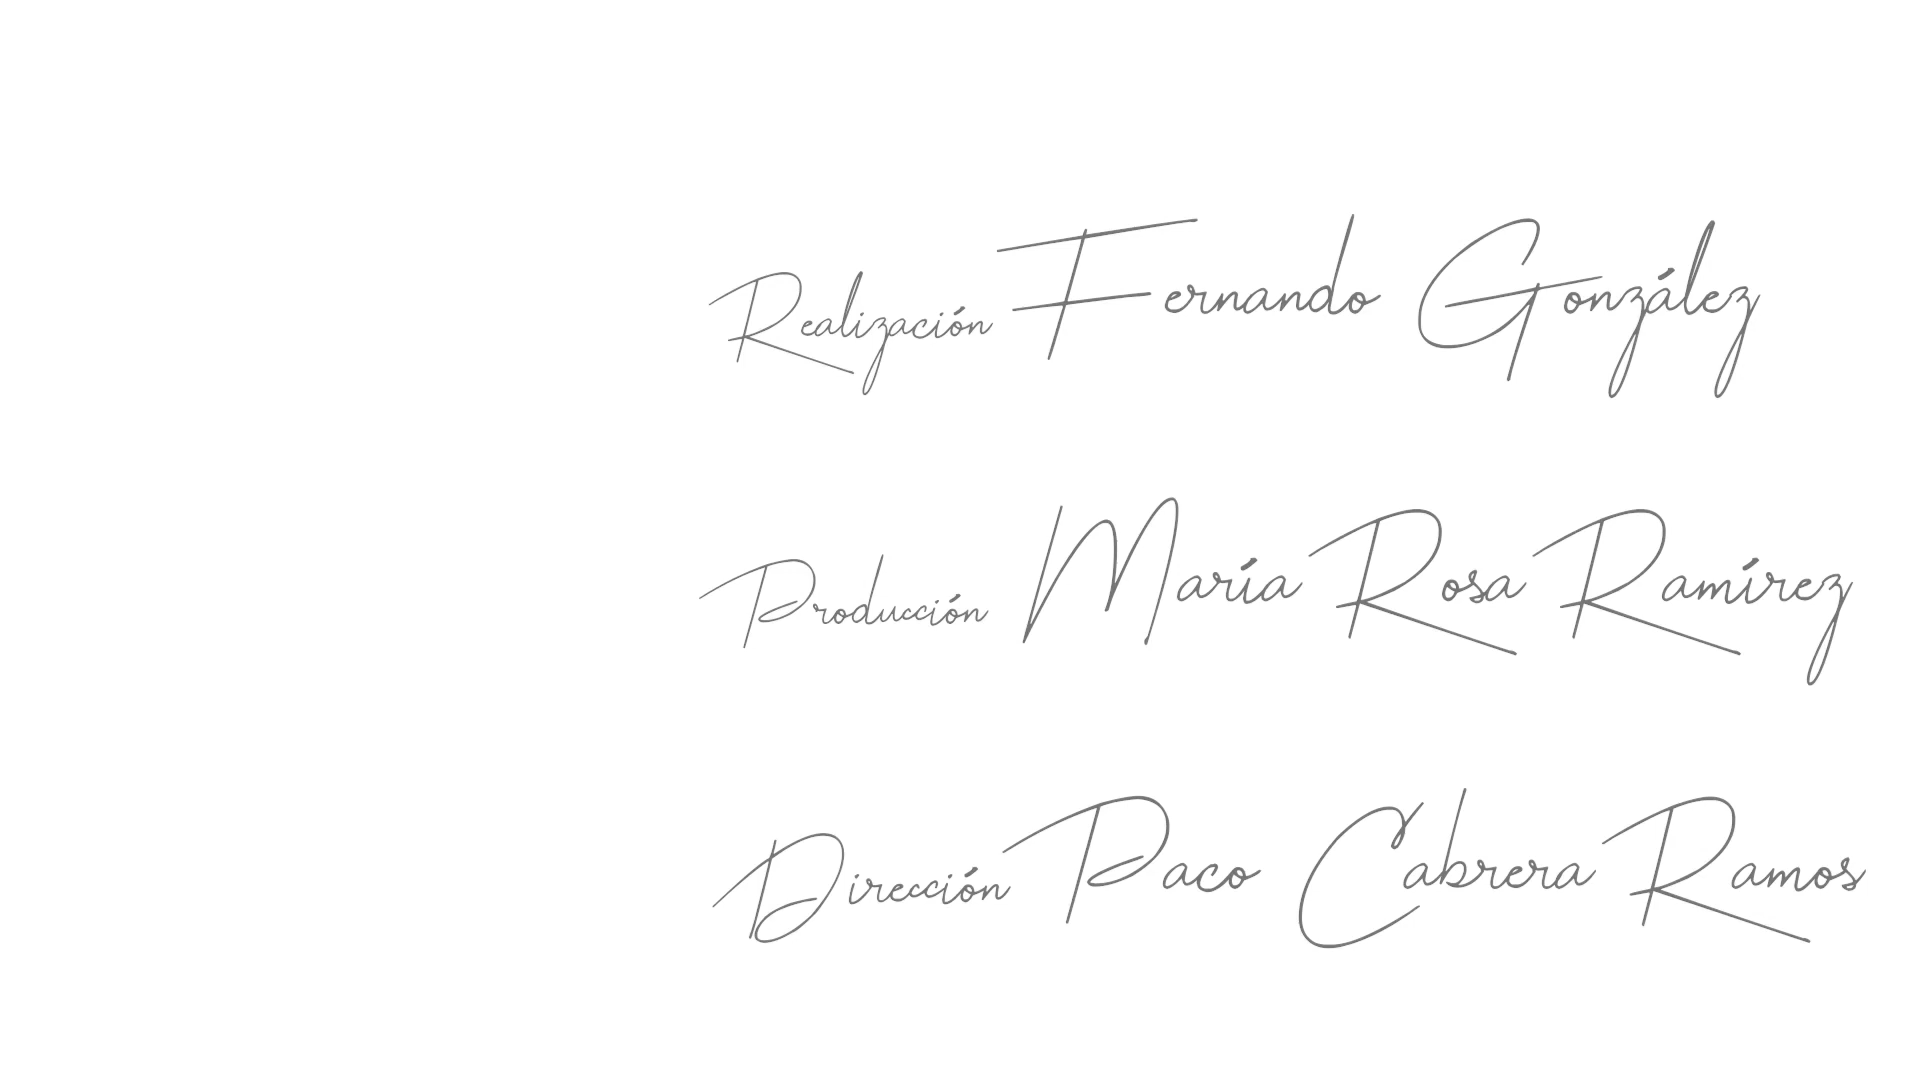 Realización Fernando González
Producción María Rosa Ramírez
Dirección Paco Cabrera Ramos